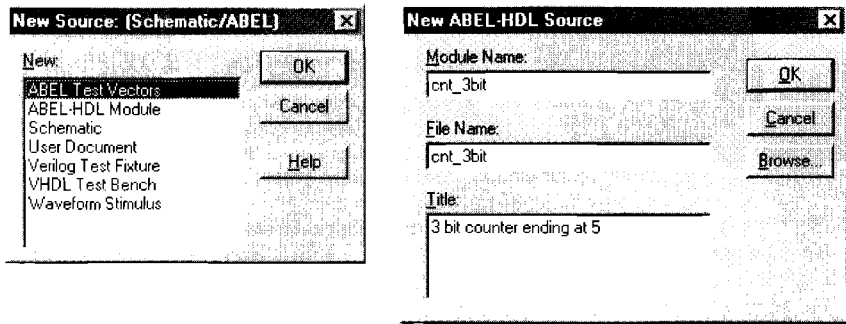 New Source: (Schematic/ABEL)
New:
ABEL Test Vectors
ABEL-HDL Module
Schematic
User Document
Verilog Test Fixture
VHDL Test Bench
Waveform Stimulus
OK
Cancel
Help
New ABEL-HDL Source
Module Name:
cnt_3bit
File Name:
cnt_3bit
Title:
3 bit counter ending at 5
OK
Cancel
Browse...